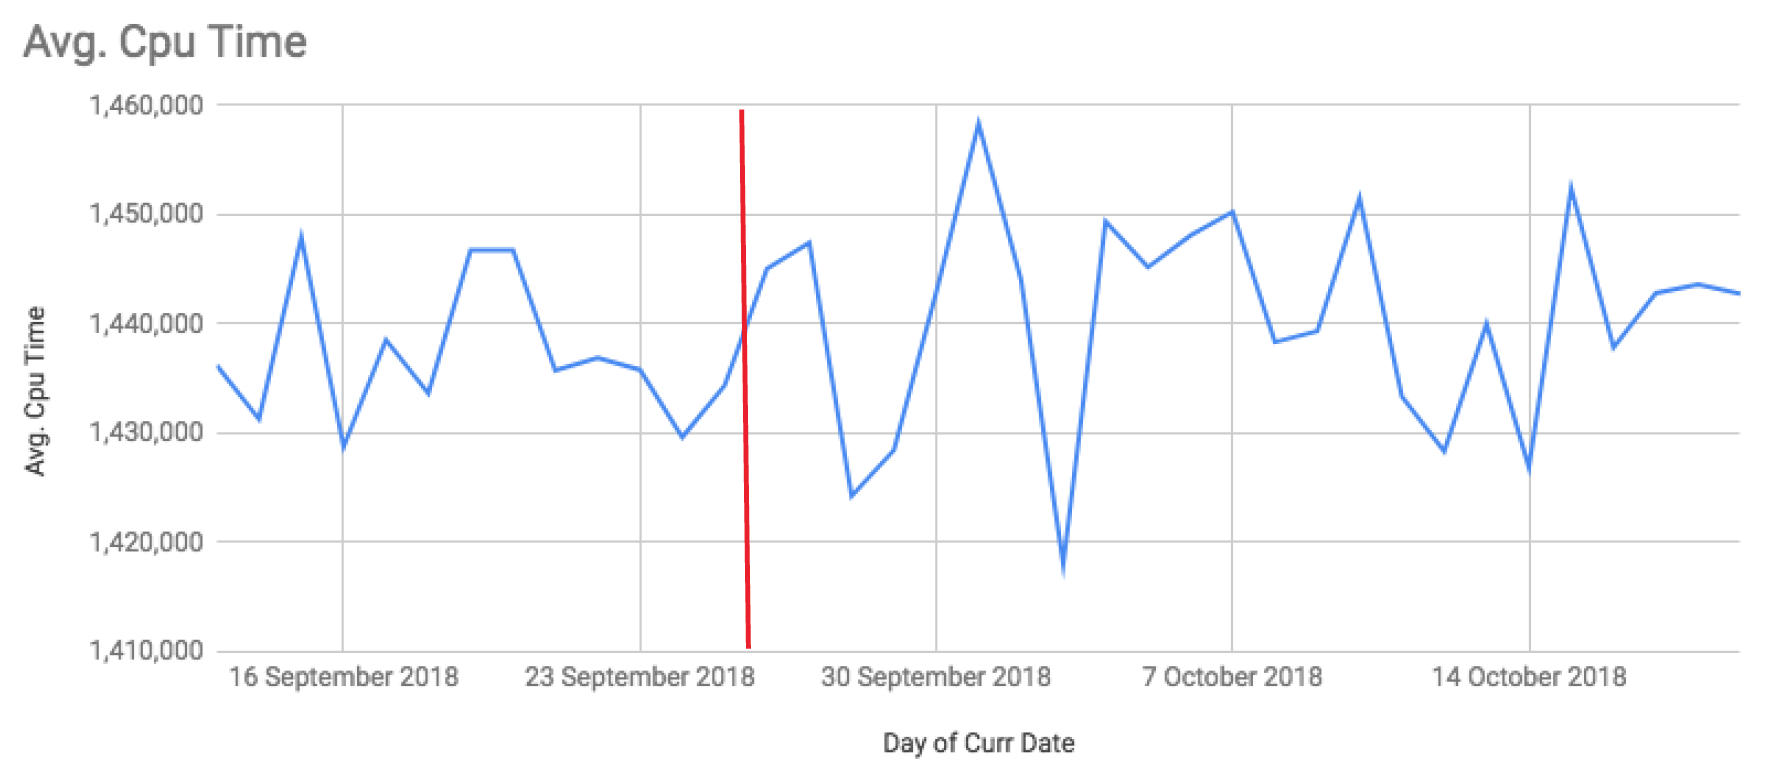 Avg. Cpu Time
1,460,000
1,450,000
1,440,000
1,430,000
1,420,000
1,410,000
Avg. Cpu Time
16 September 2018
23 September 2018
30 September 2018
7 October 2018
14 October 2018
Day of Curr Date